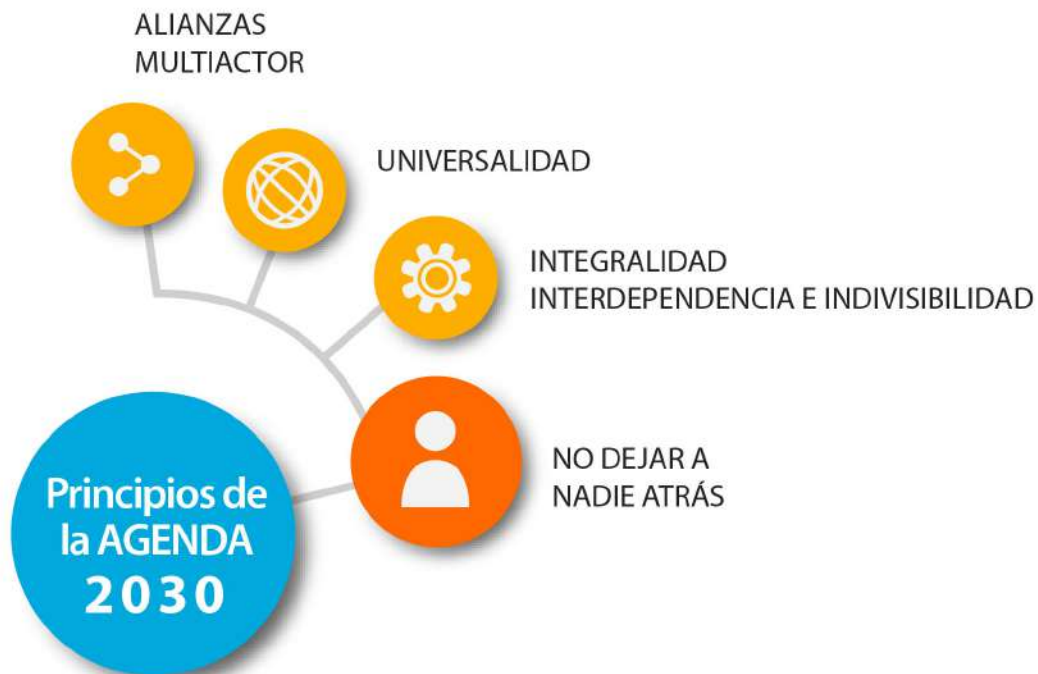 ALIANZAS
MULTIACTOR
UNIVERSALIDAD
INTEGRALIDAD
INTERDEPENDENCIA E INDIVISIBILIDAD
NO DEJAR A
NADIE ATRÁS
Principios de
la AGENDA
2030